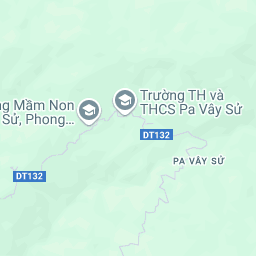 Trường TH và
THCS Pa Vây Sử
ng Mầm Non
Sử, Phong...
DT132
PA VÂY SỬ
DT132